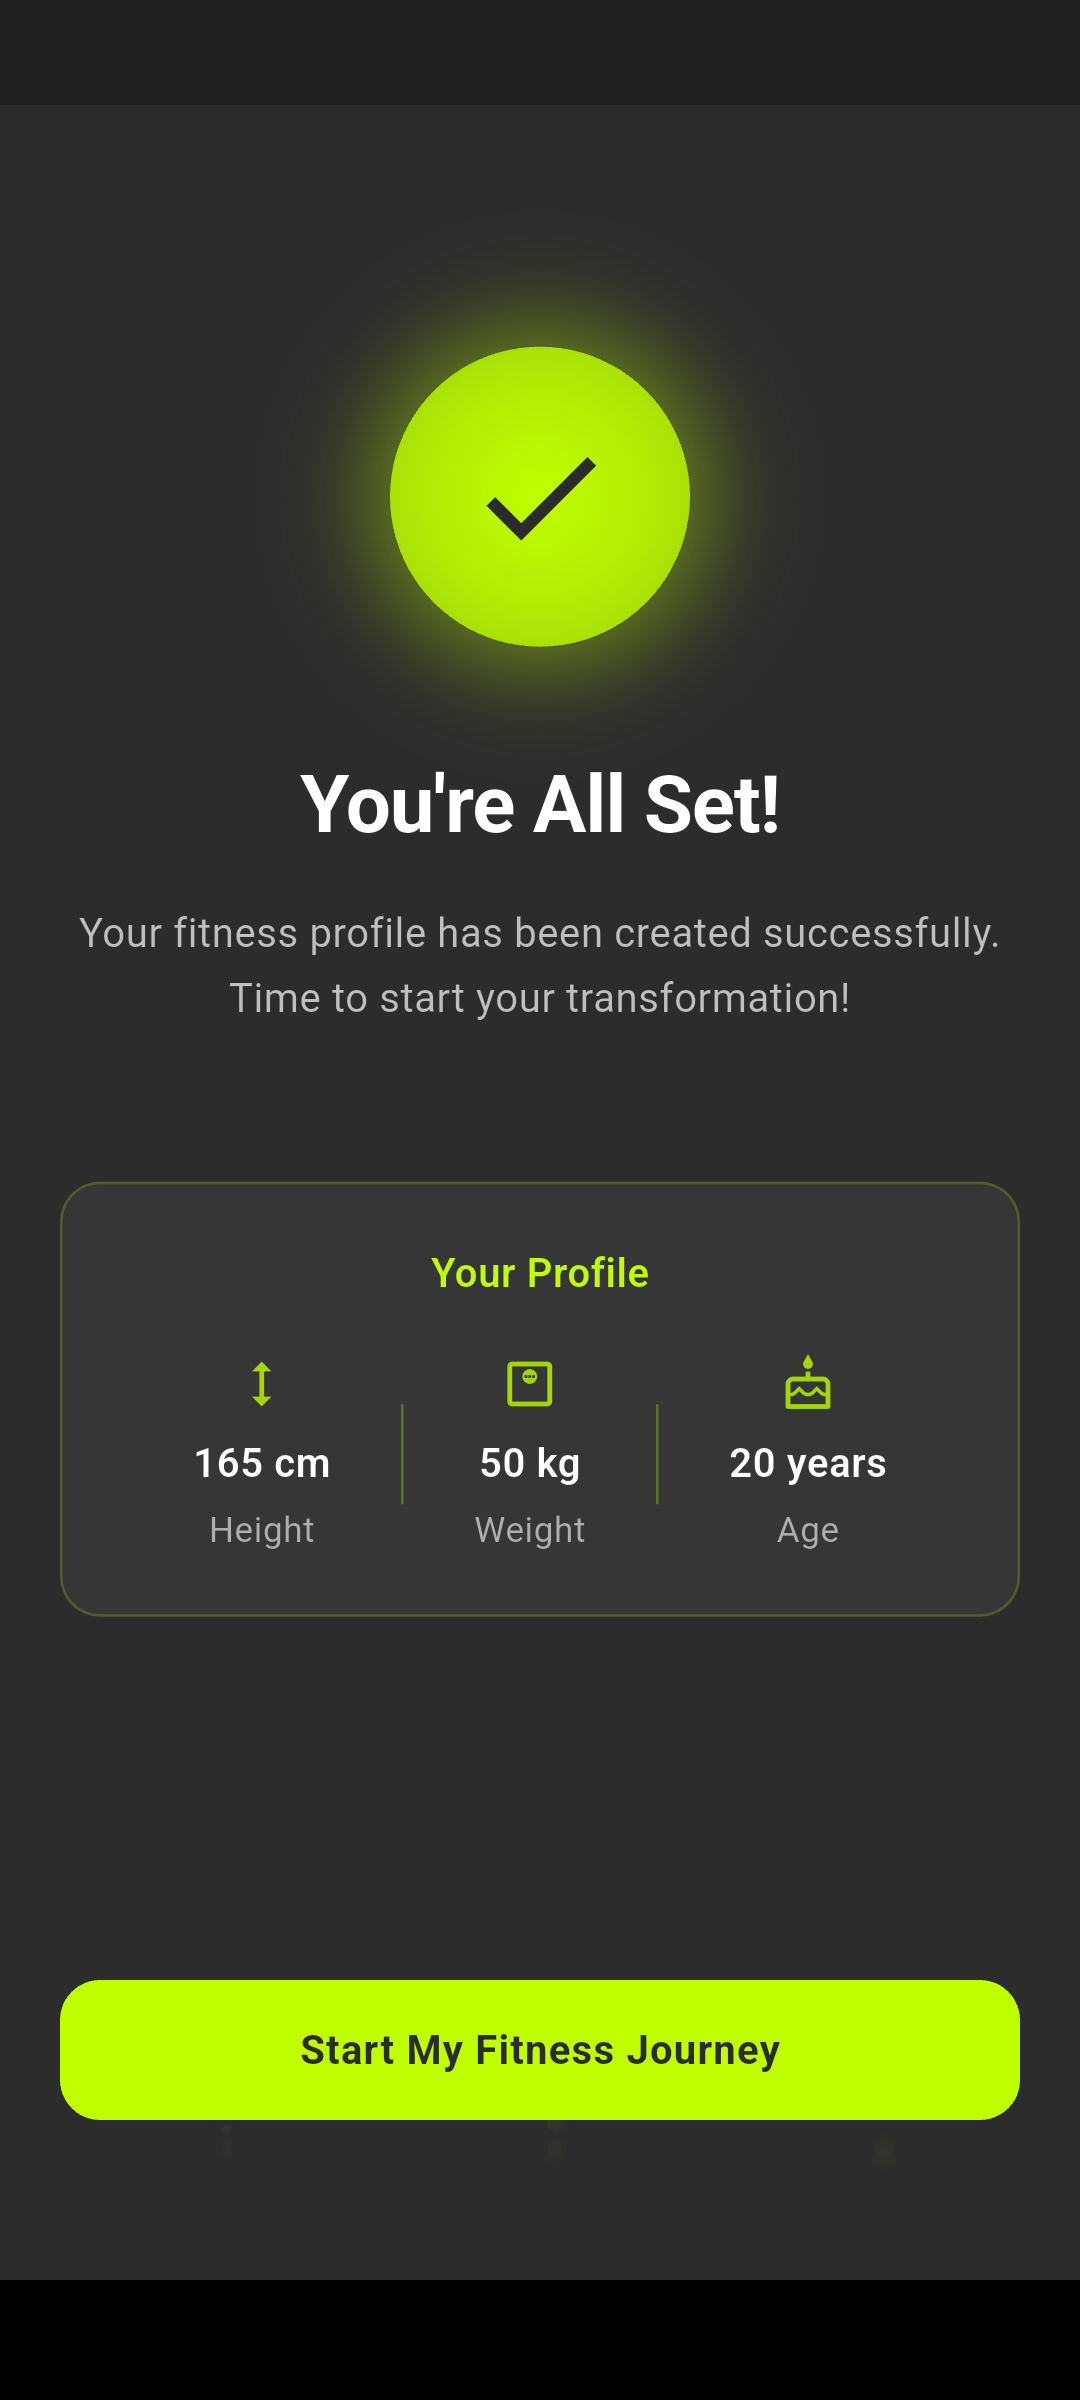 You're All Set!
Your fitness profile has been created successfully.
Time to start your transformation!
Your Profile
165 cm
Height
50 kg
Weight
20 years
Age
Start My Fitness Journey